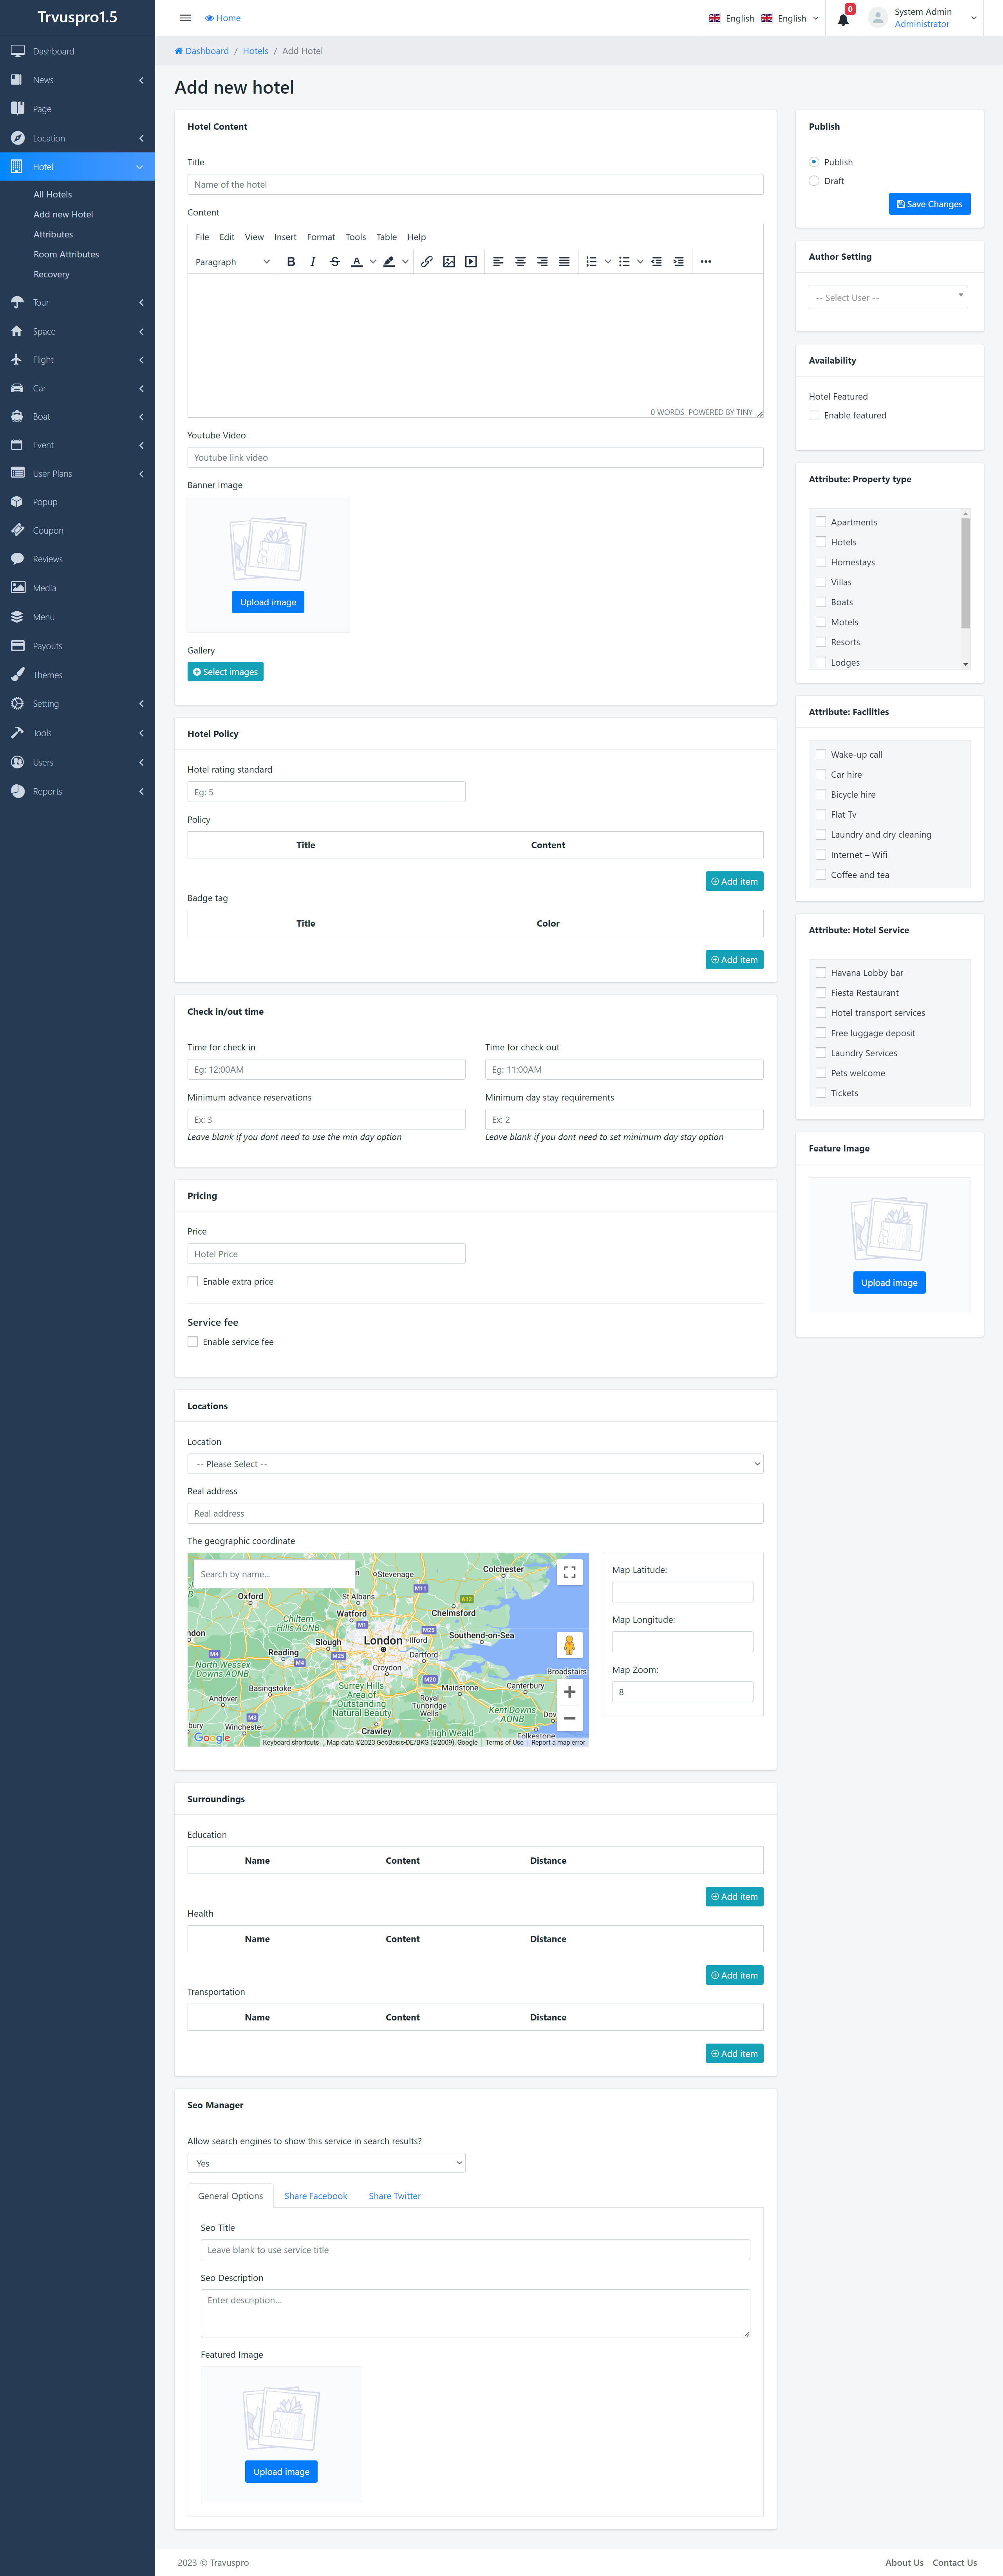 Trvuspro1.5
Home
English English
0
System Admin
Administrator
Dashboard
News
Page
Location
Hotel
All Hotels
Add new Hotel
Attributes
Room Attributes
Recovery
Tour
Space
Flight
Car
Boat
Event
User Plans
Popup
Coupon
Reviews
Media
Menu
Payouts
Themes
Setting
Tools
Users
Reports
Dashboard / Hotels / Add Hotel
Add new hotel
Hotel Content
Title
Name of the hotel
Content
File Edit View Insert Format Tools Table Help
Paragraph B I S A
0 WORDS POWERED BY TINY
Youtube Video
Youtube link video
Banner Image
Upload image
Gallery
Select images
Hotel Policy
Hotel rating standard
Eg: 5
Policy
Title Content
Add item
Badge tag
Title Color
Add item
Check in/out time
Time for check in Time for check out
Eg: 12:00AM Eg: 11:00AM
Minimum advance reservations Minimum day stay requirements
Ex: 3 Ex: 2
Leave blank if you dont need to use the min day option Leave blank if you dont need to set minimum day stay option
Pricing
Price
Hotel Price
Enable extra price
Service fee
Enable service fee
Locations
Location
-- Please Select --
Real address
Real address
The geographic coordinate
Search by name...
n
Stevenage
Colchester
M11
A12
Oxford
St Albans
Chelmsford
Watford
Chiltern
Hills AONB
M1
M25
Southend-on-Sea
ndon
Slough
London
Ilford
Dartford
M4
Reading
M4
M25
North Wessex
Downs AONB
Croydon
Broadstairs
M20
Basingstoke
Surrey Hills
Area of
Outstanding
Natural Beauty
Maidstone
Canterbury
Andover
Royal
Tunbridge
Wells
Kent Downs
AONB
Dov
M3
bury
Winchester
Crawley
High Weald
Folkestone
Google
Keyboard shortcuts Map data ©2023 GeoBasis-DE/BKG (©2009), Google Terms of Use Report a map error
Map Latitude:
Map Longitude:
Map Zoom:
8
Surroundings
Education
Name Content Distance
Add item
Health
Name Content Distance
Add item
Transportation
Name Content Distance
Add item
Seo Manager
Allow search engines to show this service in search results?
Yes
General Options Share Facebook Share Twitter
Seo Title
Leave blank to use service title
Seo Description
Enter description...
Featured Image
Upload image
Publish
Publish
Draft
Save Changes
Author Setting
-- Select User --
Availability
Hotel Featured
Enable featured
Attribute: Property type
Apartments
Hotels
Homestays
Villas
Boats
Motels
Resorts
Lodges
Attribute: Facilities
Wake-up call
Car hire
Bicycle hire
Flat Tv
Laundry and dry cleaning
Internet – Wifi
Coffee and tea
Attribute: Hotel Service
Havana Lobby bar
Fiesta Restaurant
Hotel transport services
Free luggage deposit
Laundry Services
Pets welcome
Tickets
Feature Image
Upload image
2023 © Travuspro
About Us Contact Us